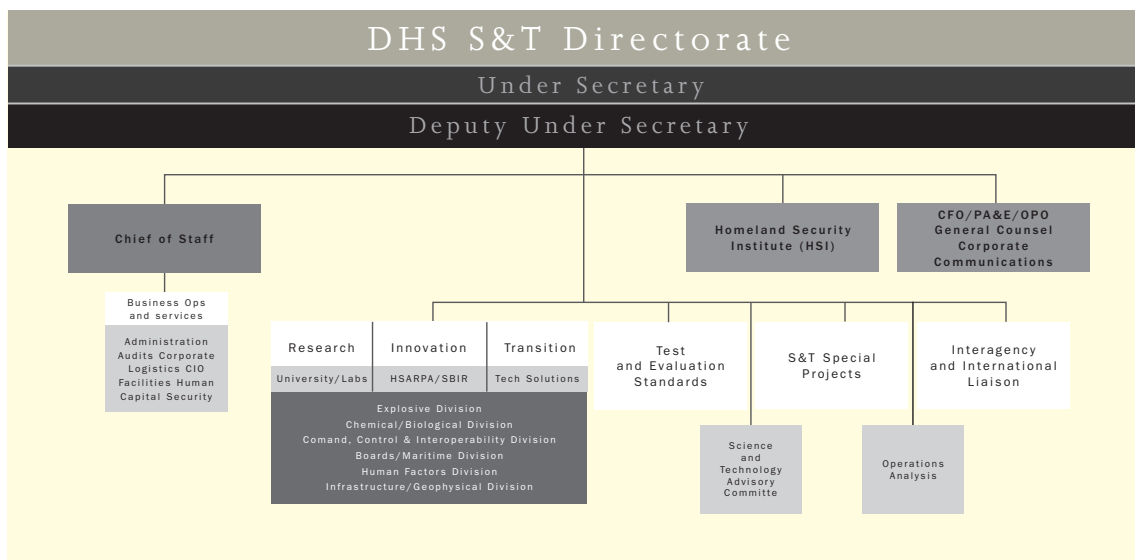 DHS S&T Directorate
Under Secretary
Deputy Under Secretary
Chief of Staff
Homeland Security
Institute (HSI)
CFO/PA&E/OPO
General Counsel
Corporate
Communications
Business Ops
and services
Administration
Audits Corporate
Logistics CIO
Facilities Human
Capital Security
Research
Innovation
Transition
University/Labs
HSARPA/SBIR
Tech Solutions
Explosive Division
Chemical/Biological Division
Comand, Control & Interoperability Division
Boards/Maritime Division
Human Factors Division
Infrastructure/Geophysical Division
Test
and Evaluation
Standards
S&T Special
Projects
Interagency
and International
Liaison
Science
and
Technology
Advisory
Committe
Operations
Analysis